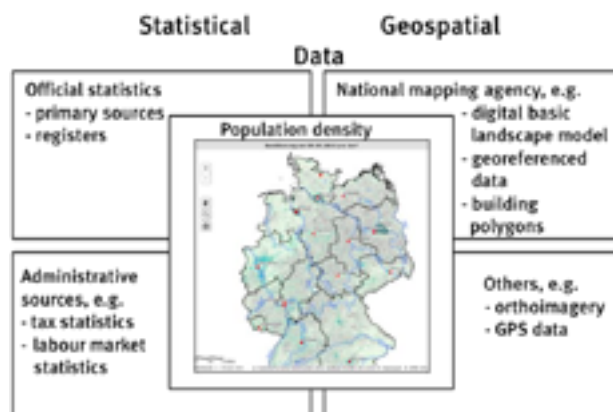 Statistical
Geospatial
Data
Official statistics
- primary sources
- registers
National mapping agency, e.g.
- digital basic
landscape model
- georeferenced
data
- building
polygons
Population density
Administrative
sources, e.g.
- tax statistics
- labour market
statistics
Others, e.g.
- orthoimagery
- GPS data